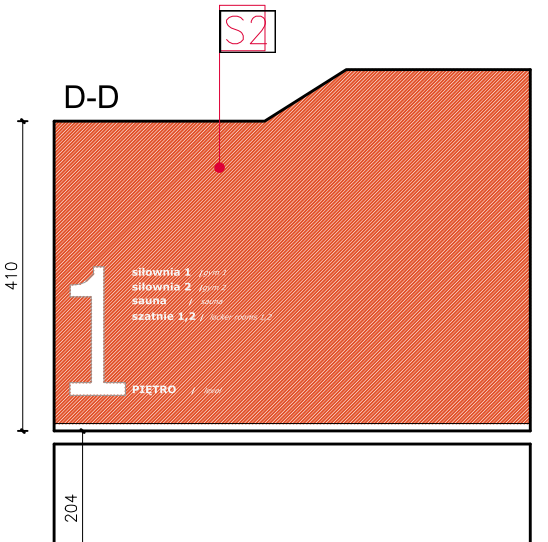 S2
D-D
410
1
siłownia 1 / gym 1
siłownia 2 / gym 2
sauna / sauna
szatnie 1,2 / locker rooms 1,2
PIĘTRO / level
204